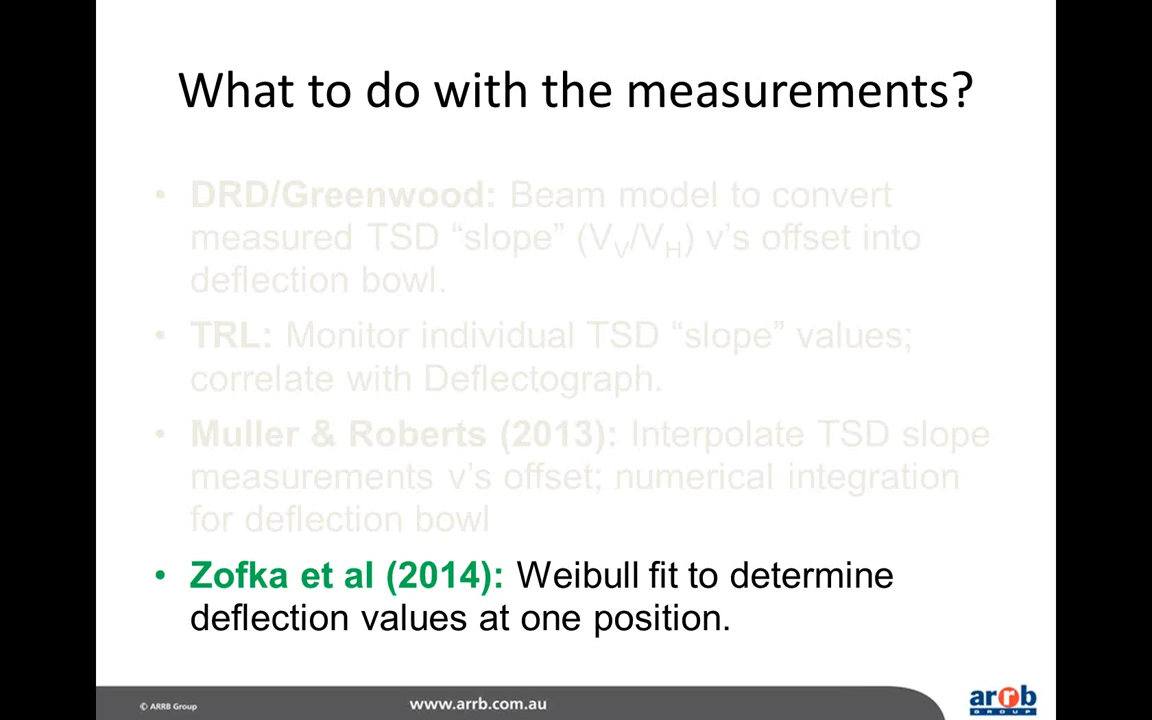 What to do with the measurements?
• DRD/Greenwood: Beam model to convert
measured TSD “slope” (VV/VH) v’s offset into
deflection bowl.
• TRL: Monitor individual TSD “slope” values;
correlate with Deflectograph.
• Muller & Roberts (2013): Interpolate TSD slope
measurements v’s offset; numerical integration
for deflection bowl
• Zofka et al (2014): Weibull fit to determine
deflection values at one position.
© ARRB Group
www.arrb.com.au
arrb
GROUP